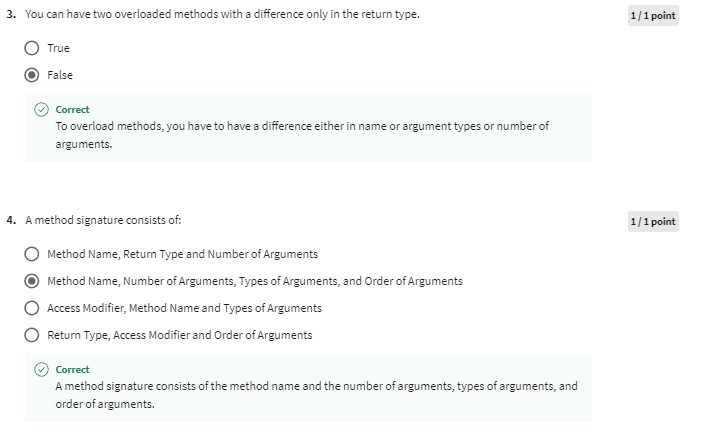 3. You can have two overloaded methods with a difference only in the return type.
1 / 1 point
True
False
Correct
To overload methods, you have to have a difference either in name or argument types or number of
arguments.
4. A method signature consists of:
1 / 1 point
Method Name, Return Type and Number of Arguments
Method Name, Number of Arguments, Types of Arguments, and Order of Arguments
Access Modifier, Method Name and Types of Arguments
Return Type, Access Modifier and Order of Arguments
Correct
A method signature consists of the method name and the number of arguments, types of arguments, and
order of arguments.